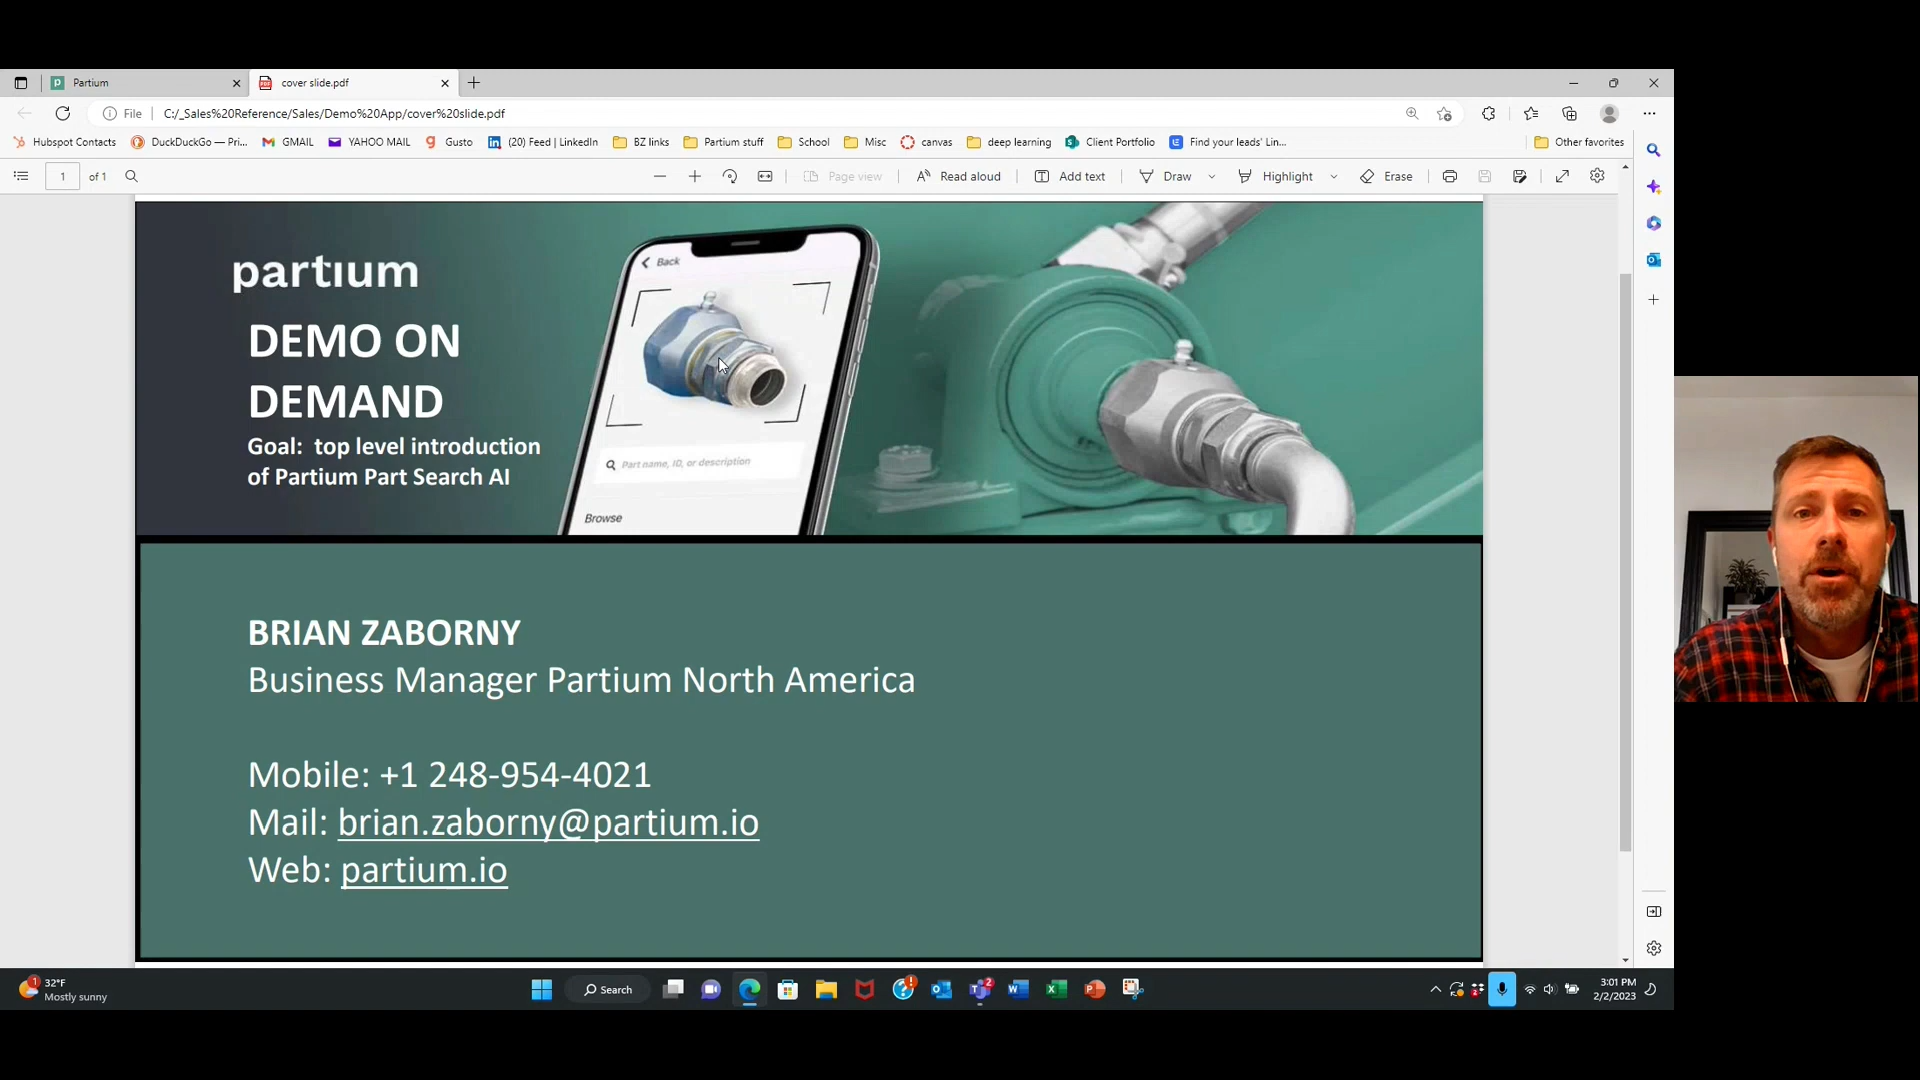 Partium
cover slide.pdf
File
C:/_Sales%20Reference/Sales/Demo%20App/cover%20slide.pdf
Hubspot Contacts
DuckDuckGo — Pri...
GMAIL
YAHOO MAIL
Gusto
(20) Feed | LinkedIn
BZ links
Partium stuff
School
Misc
canvas
deep learning
Client Portfolio
Find your leads' Lin...
Other favorites
1
of 1
Page view
Read aloud
Add text
Draw
Highlight
Erase
partıum
DEMO ON
DEMAND
Goal:  top level introduction
of Partium Part Search AI
Back
Part name, ID, or description
Browse
BRIAN ZABORNY
Business Manager Partium North America
Mobile: +1 248-954-4021
Mail: brian.zaborny@partium.io
Web: partium.io
1
32°F
Mostly sunny
Search
2
3:01 PM
2/2/2023